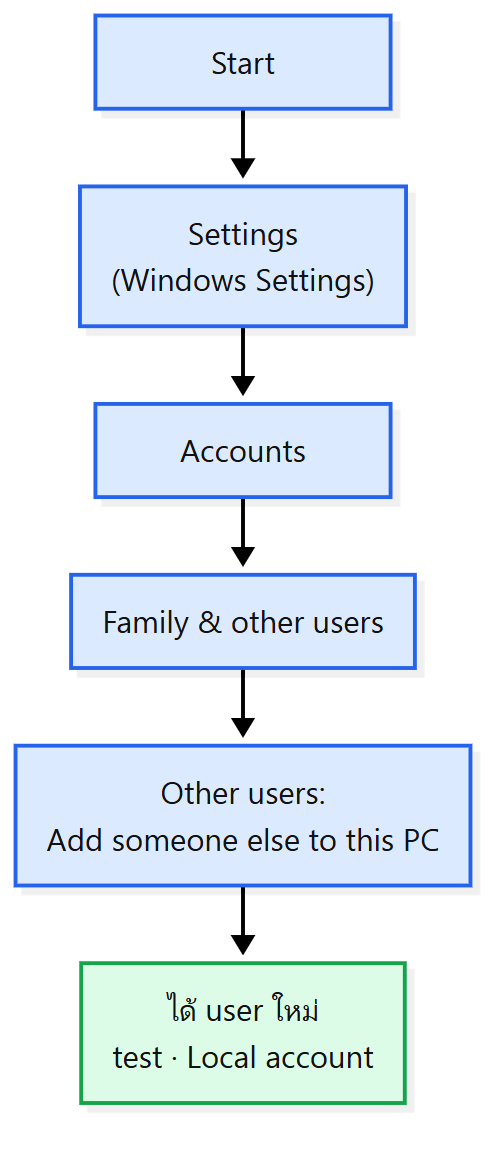 Start
Settings
(Windows Settings)
Accounts
Family & other users
Other users:
Add someone else to this PC
ได้ user ใหม่
test · Local account